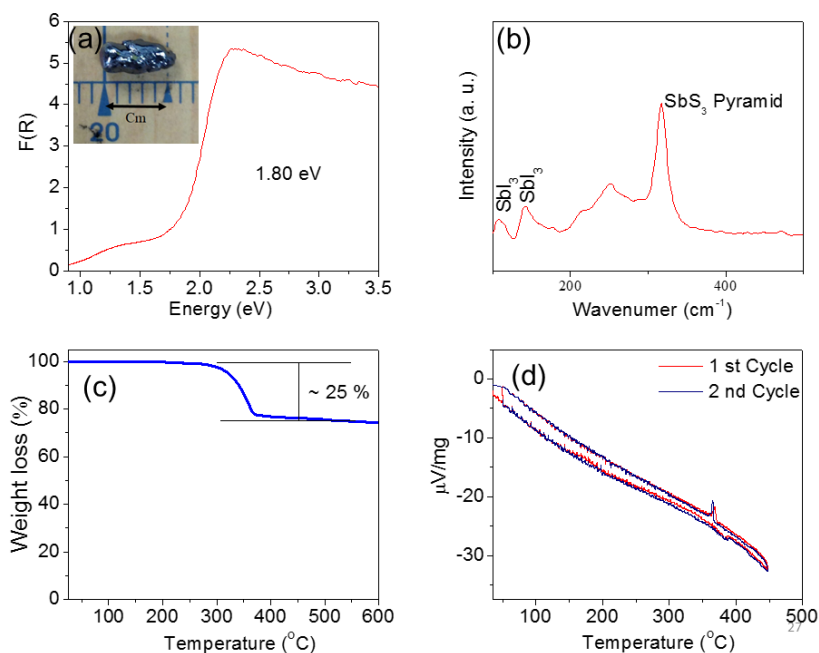 (a)
Cm
20
1.80 eV
F(R)
6
5
4
3
2
1
0
1.0 1.5 2.0 2.5 3.0 3.5
Energy (eV)
(b)
SbS3 Pyramid
SbI3
SbI3
Intensity (a. u.)
200 400
Wavenumer (cm-1)
(c)
~ 25 %
Weight loss (%)
100
80
60
40
20
0
100 200 300 400 500 600
Temperature (oC)
(d)
1 st Cycle
2 nd Cycle
μV/mg
0
-10
-20
-30
100 200 300 400 500
Temperature (oC)
27